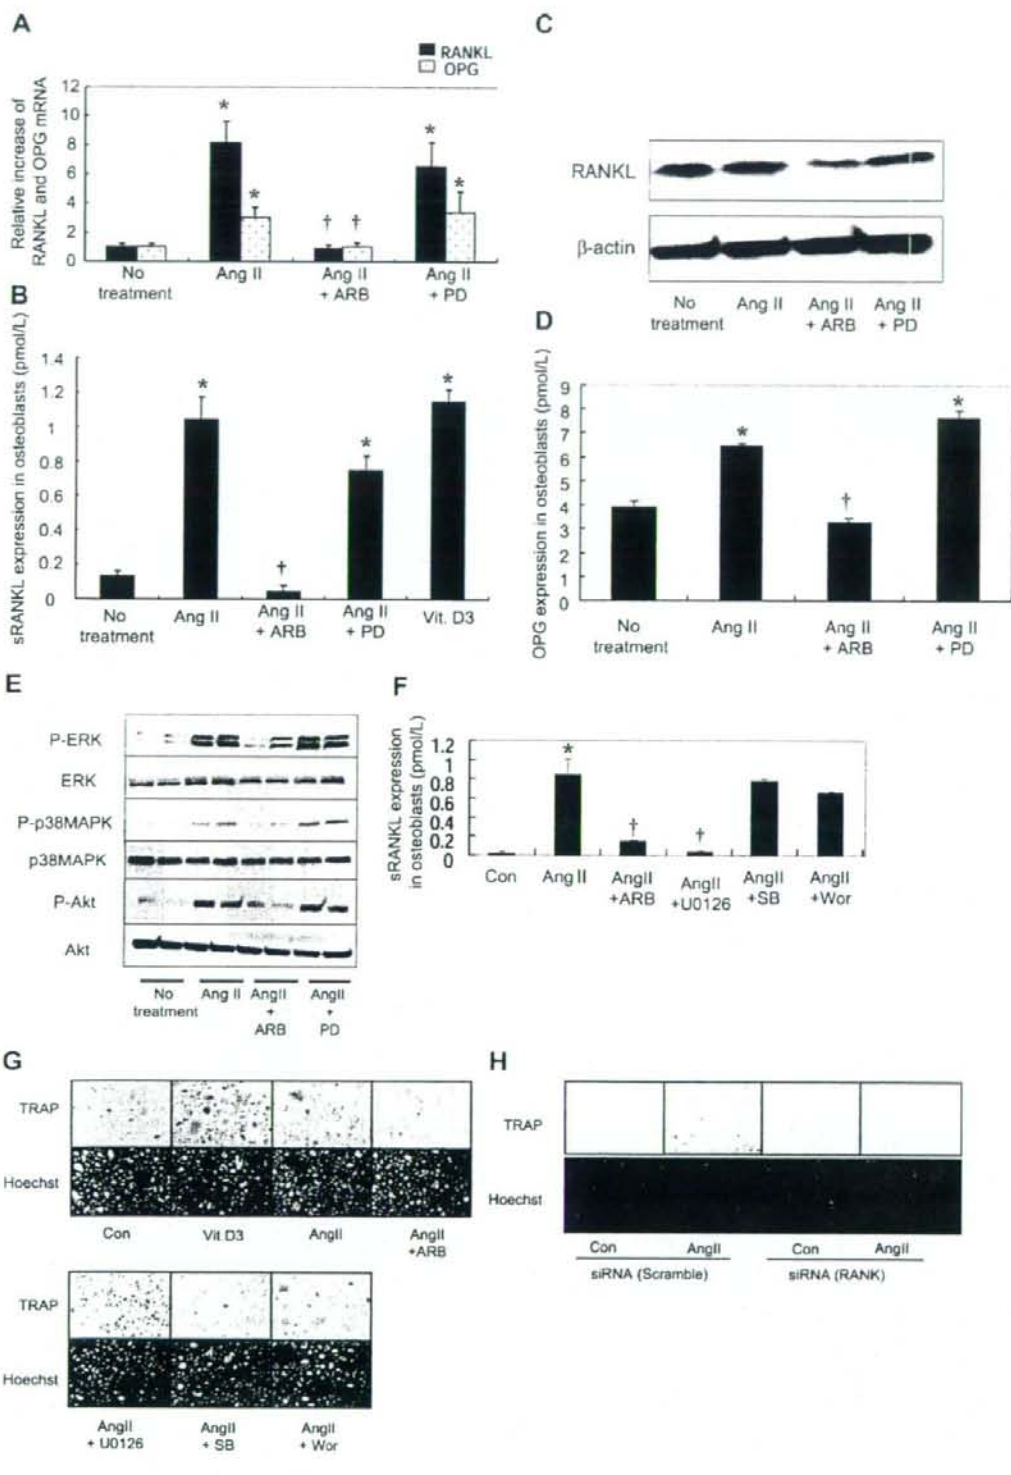 A
RANKL
OPG
Relative increase of
RANKL and OPG mRNA
12
10
8
6
4
2
0
*
*
†
†
*
*
No
treatment
Ang II
Ang II
+ ARB
Ang II
+ PD
B
sRANKL expression in osteoblasts (pmol/L)
1.4
1.2
1
0.8
0.6
0.4
0.2
0
*
†
*
*
No
treatment
Ang II
Ang II
+ ARB
Ang II
+ PD
Vit. D3
C
RANKL
β-actin
No
treatment
Ang II
Ang II
+ ARB
Ang II
+ PD
D
OPG expression in osteoblasts (pmol/L)
9
8
7
6
5
4
3
2
1
0
*
†
*
No
treatment
Ang II
Ang II
+ ARB
Ang II
+ PD
E
P-ERK
ERK
P-p38MAPK
p38MAPK
P-Akt
Akt
No
treatment
Ang II
AngII
+
ARB
AngII
+
PD
F
sRANKL expression
in osteoblasts (pmol/L)
1.2
1
0.8
0.6
0.4
0.2
0
*
†
†
Con
Ang II
AngII
+ARB
AngII
+U0126
AngII
+SB
AngII
+Wor
G
TRAP
Hoechst
Con
Vit.D3
AngII
AngII
+ARB
TRAP
Hoechst
AngII
+ U0126
AngII
+ SB
AngII
+ Wor
H
TRAP
Hoechst
Con
AngII
Con
AngII
siRNA (Scramble)
siRNA (RANK)